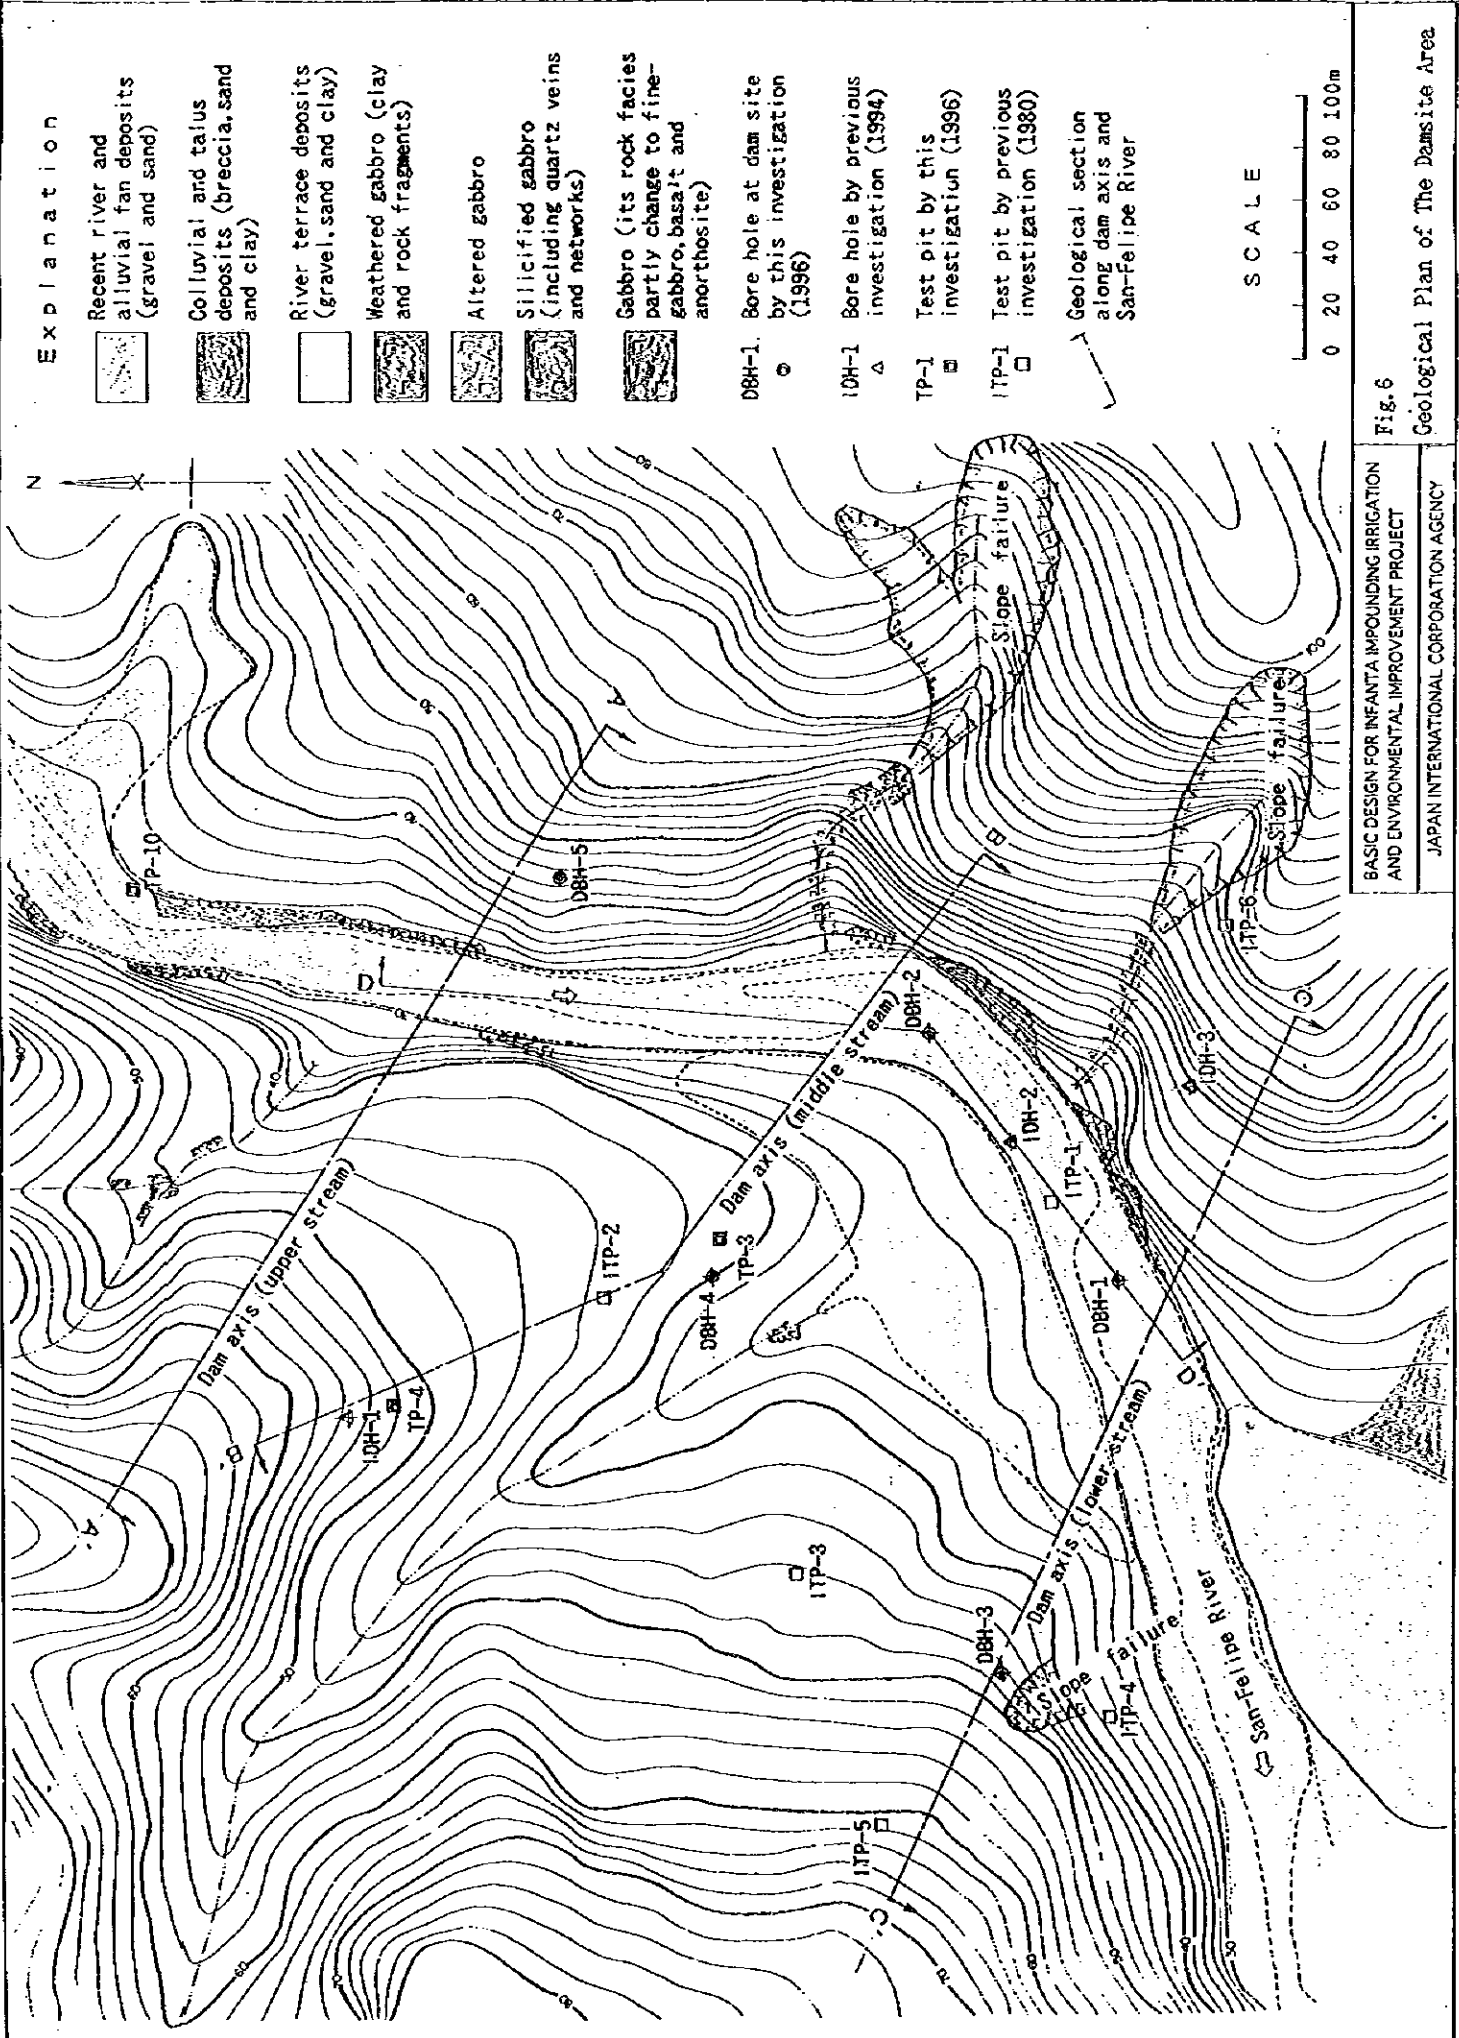 Explanation
Recent river and
alluvial fan deposits
(gravel and sand)
Colluvial and talus
deposits (breccia.sand
and clay)
River terrace deposits
(gravel.sand and clay)
Weathered gabbro (clay
and rock fragments)
Altered gabbro
Silicified gabbro
(including quartz veins
and networks)
Gabbro (its rock facies
partly change to fine-
gabbro,basalt and
anorthosite)
DBH-1
Bore hole at dam site
by this investigation
(1996)
IDH-1
Bore hole by previous
investigation (1994)
TP-1
Test pit by this
investigation (1996)
ITP-1
Test pit by previous
investigation (1980)
Geological section
along dam axis and
San-Felipe River
SCALE
0 20 40 60 80 100m
N
A'
B'
C'
A
B
C
D
D'
Dam axis (upper stream)
Dam axis (middle stream)
Dam axis (lower stream)
TP-10
DBH-5
DBH-2
IDH-2
ITP-1
DBH-1
IDH-3
ITP-6
IDH-1
TP-4
ITP-2
DBH-4
TP-3
ITP-3
DBH-3
ITP-4
ITP-5
Slope failure
Slope failure
Slope failure
San-Felipe River
100
BASIC DESIGN FOR INFANTA IMPOUNDING IRRIGATION
AND ENVIRONMENTAL IMPROVEMENT PROJECT
JAPAN INTERNATIONAL CORPORATION AGENCY
Fig.6
Geological Plan of The Damsite Area